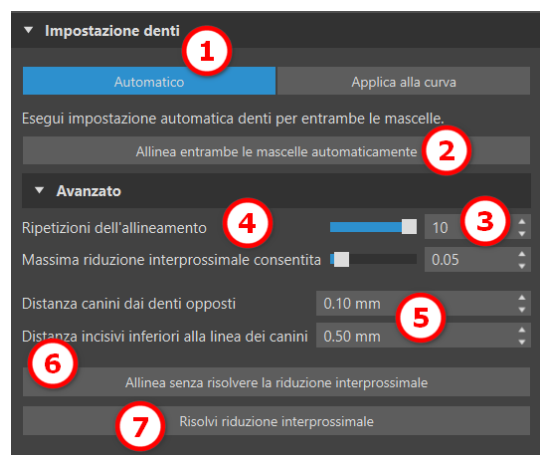 Impostazione denti
1
Automatico Applica alla curva
Esegui impostazione automatica denti per entrambe le mascelle.
Allinea entrambe le mascelle automaticamente 2
Avanzato
Ripetizioni dell'allineamento 4 10 3
Massima riduzione interprossimale consentita 0.05
Distanza canini dai denti opposti 0.10 mm
5
Distanza incisivi inferiori alla linea dei canini 0.50 mm
6
Allinea senza risolvere la riduzione interprossimale
7 Risolvi riduzione interprossimale